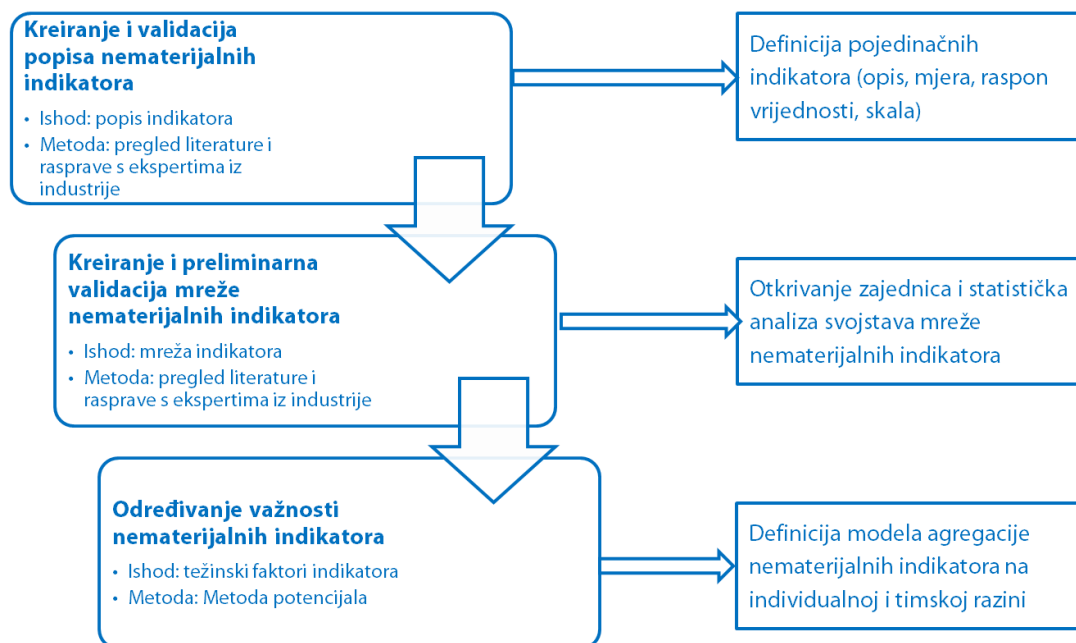 Kreiranje i validacija
popisa nematerijalnih
indikatora
• Ishod: popis indikatora
• Metoda: pregled literature i
rasprave s ekspertima iz
industrije
Definicija pojedinačnih
indikatora (opis, mjera, raspon
vrijednosti, skala)
Kreiranje i preliminarna
validacija mreže
nematerijalnih indikatora
• Ishod: mreža indikatora
• Metoda: pregled literature i
rasprave s ekspertima iz industrije
Otkrivanje zajednica i statistička
analiza svojstava mreže
nematerijalnih indikatora
Određivanje važnosti
nematerijalnih indikatora
• Ishod: težinski faktori indikatora
• Metoda: Metoda potencijala
Definicija modela agregacije
nematerijalnih indikatora na
individualnoj i timskoj razini